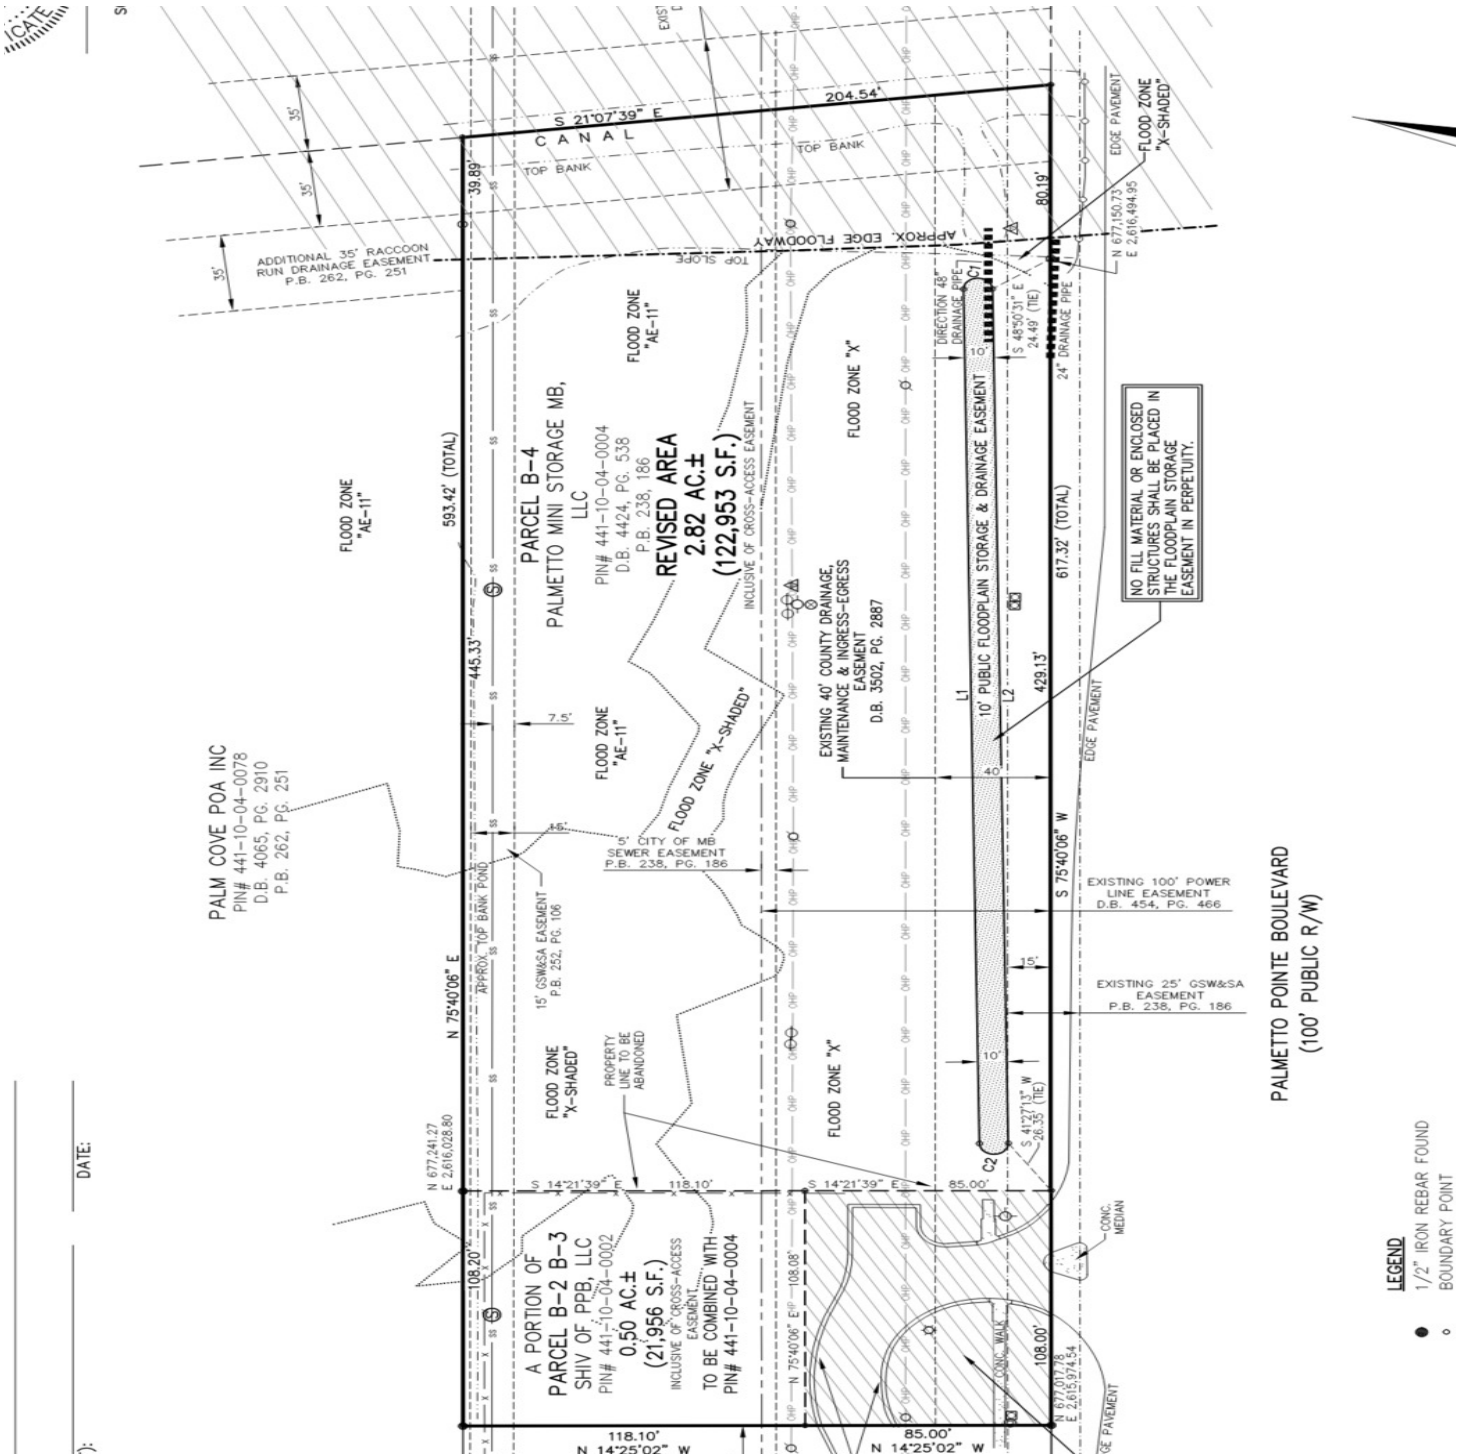 ICATE
35'
35'
35'
ADDITIONAL 35' RACCOON
RUN DRAINAGE EASEMENT
P.B. 262, PG. 251
S 21°07'39" E
204.54'
CANAL
TOP BANK
TOP BANK
39.89'
80.19'
EDGE PAVEMENT
FLOOD ZONE
"X-SHADED"
N 677,150.73
E 2,616,494.95
APPROX. EDGE FLOODWAY
TOP SLOPE
DIRECTION 48"
DRAINAGE PIPE
C1
S 48°50'31" E
24.49' (TIE)
24" DRAINAGE PIPE
10'
FLOOD ZONE
"AE-11"
FLOOD ZONE
"AE-11"
FLOOD ZONE "X"
593.42' (TOTAL)
PARCEL B-4
PALMETTO MINI STORAGE MB,
LLC
PIN# 441-10-04-0004
D.B. 4424, PG. 538
P.B. 238, 186
REVISED AREA
2.82 AC.±
(122,953 S.F.)
INCLUSIVE OF CROSS-ACCESS EASEMENT
617.32' (TOTAL)
NO FILL MATERIAL OR ENCLOSED
STRUCTURES SHALL BE PLACED IN
THE FLOODPLAIN STORAGE
EASEMENT IN PERPETUITY.
10' PUBLIC FLOODPLAIN STORAGE & DRAINAGE EASEMENT
L1
L2
EXISTING 40' COUNTY DRAINAGE,
MAINTENANCE & INGRESS-EGRESS
EASEMENT
D.B. 3502, PG. 2887
445.33'
429.13'
7.5'
FLOOD ZONE
"AE-11"
FLOOD ZONE "X-SHADED"
EDGE PAVEMENT
40'
PALM COVE POA INC
PIN# 441-10-04-0078
D.B. 4065, PG. 2910
P.B. 262, PG. 251
15'
5' CITY OF MB
SEWER EASEMENT
P.B. 238, PG. 186
S 75°40'06" W
EXISTING 100' POWER
LINE EASEMENT
D.B. 454, PG. 466
APPROX. TOP BANK POND
15' GSW&SA EASEMENT
P.B. 252, PG. 106
N 75°40'06" E
15'
EXISTING 25' GSW&SA
EASEMENT
P.B. 238, PG. 186
PALMETTO POINTE BOULEVARD
(100' PUBLIC R/W)
FLOOD ZONE
"X-SHADED"
PROPERTY
LINE TO BE
ABANDONED
FLOOD ZONE "X"
10'
S 41°27'13" W
26.35' (TIE)
C2
N 677,241.27
E 2,616,028.80
DATE:
S 14°21'39" E
118.10'
S 14°21'39" E
85.00'
CONC.
MEDIAN
108.20'
A PORTION OF
PARCEL B-2 B-3
SHIV OF PPB, LLC
PIN# 441-10-04-0002
0.50 AC.±
(21,956 S.F.)
INCLUSIVE OF CROSS-ACCESS
EASEMENT
TO BE COMBINED WITH
PIN# 441-10-04-0004
N 75°40'06" E
108.08'
CONC. WALK
108.00'
N 677,017.78
E 2,615,974.54
118.10'
N 14°25'02" W
85.00'
N 14°25'02" W
LEGEND
1/2" IRON REBAR FOUND
BOUNDARY POINT